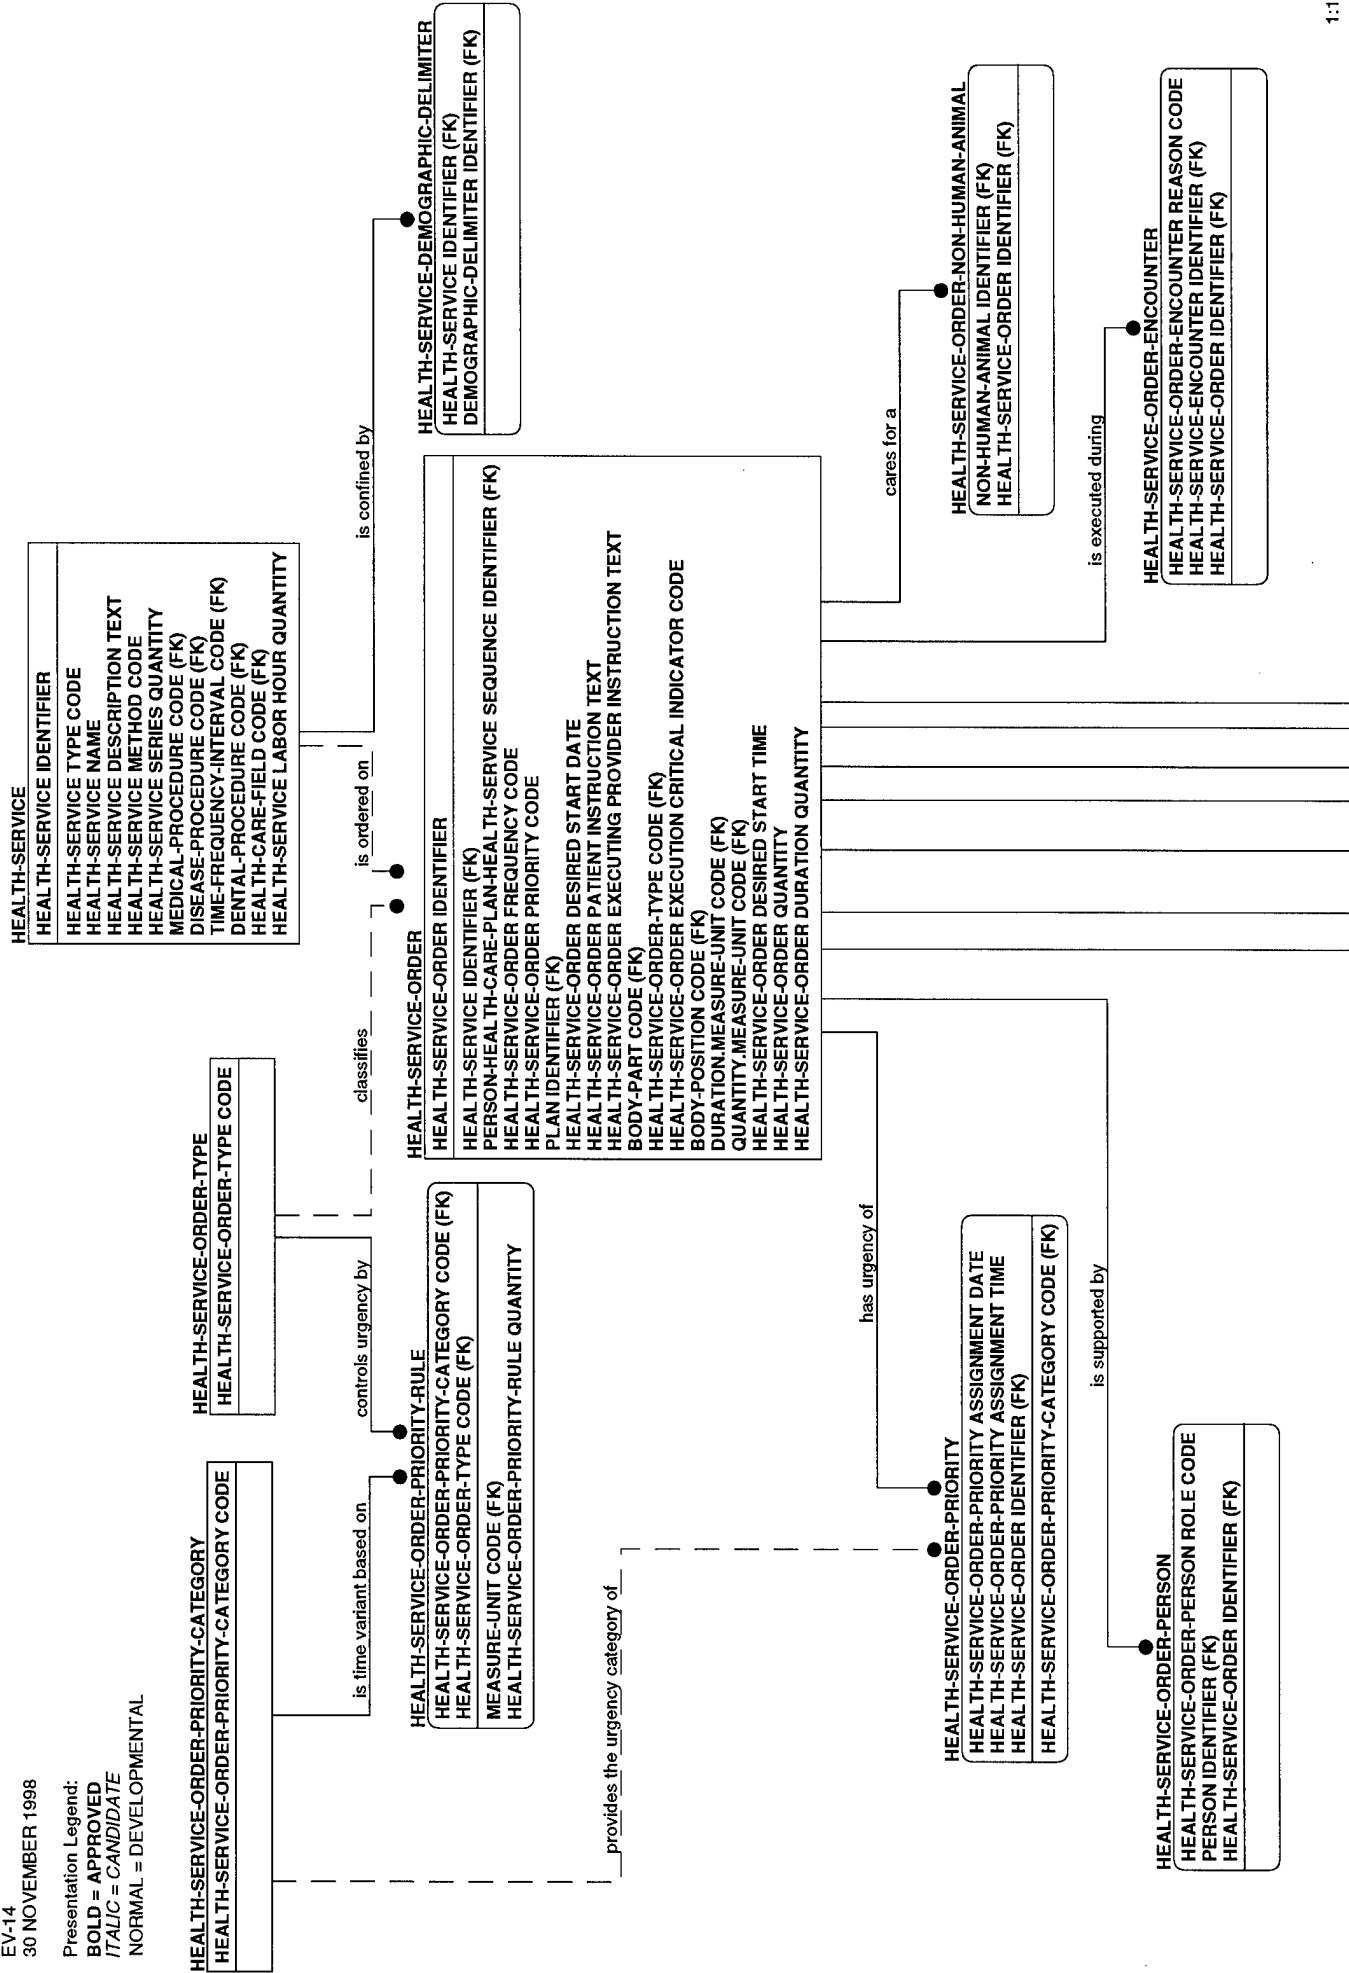 EV-14
30 NOVEMBER 1998
Presentation Legend:
BOLD = APPROVED
ITALIC = CANDIDATE
NORMAL = DEVELOPMENTAL
HEALTH-SERVICE-ORDER-PRIORITY-CATEGORY
HEALTH-SERVICE-ORDER-PRIORITY-CATEGORY CODE
HEALTH-SERVICE-ORDER-TYPE
HEALTH-SERVICE-ORDER-TYPE CODE
HEALTH-SERVICE
HEALTH-SERVICE IDENTIFIER
HEALTH-SERVICE TYPE CODE
HEALTH-SERVICE NAME
HEALTH-SERVICE DESCRIPTION TEXT
HEALTH-SERVICE METHOD CODE
HEALTH-SERVICE SERIES QUANTITY
MEDICAL-PROCEDURE CODE (FK)
DISEASE-PROCEDURE CODE (FK)
TIME-FREQUENCY-INTERVAL CODE (FK)
DENTAL-PROCEDURE CODE (FK)
HEALTH-CARE-FIELD CODE (FK)
HEALTH-SERVICE LABOR HOUR QUANTITY
is time variant based on
controls urgency by
classifies
is ordered on
is confined by
HEALTH-SERVICE-ORDER-PRIORITY-RULE
HEALTH-SERVICE-ORDER-PRIORITY-CATEGORY CODE (FK)
HEALTH-SERVICE-ORDER-TYPE CODE (FK)
MEASURE-UNIT CODE (FK)
HEALTH-SERVICE-ORDER-PRIORITY-RULE QUANTITY
HEALTH-SERVICE-ORDER
HEALTH-SERVICE-ORDER IDENTIFIER
HEALTH-SERVICE IDENTIFIER (FK)
PERSON-HEALTH-CARE-PLAN-HEALTH-SERVICE SEQUENCE IDENTIFIER (FK)
HEALTH-SERVICE-ORDER FREQUENCY CODE
HEALTH-SERVICE-ORDER PRIORITY CODE
PLAN IDENTIFIER (FK)
HEALTH-SERVICE-ORDER DESIRED START DATE
HEALTH-SERVICE-ORDER PATIENT INSTRUCTION TEXT
HEALTH-SERVICE-ORDER EXECUTING PROVIDER INSTRUCTION TEXT
BODY-PART CODE (FK)
HEALTH-SERVICE-ORDER-TYPE CODE (FK)
HEALTH-SERVICE-ORDER EXECUTION CRITICAL INDICATOR CODE
BODY-POSITION CODE (FK)
DURATION.MEASURE-UNIT CODE (FK)
QUANTITY.MEASURE-UNIT CODE (FK)
HEALTH-SERVICE-ORDER DESIRED START TIME
HEALTH-SERVICE-ORDER QUANTITY
HEALTH-SERVICE-ORDER DURATION QUANTITY
HEALTH-SERVICE-DEMOGRAPHIC-DELIMITER
HEALTH-SERVICE IDENTIFIER (FK)
DEMOGRAPHIC-DELIMITER IDENTIFIER (FK)
provides the urgency category of
has urgency of
cares for a
HEALTH-SERVICE-ORDER-PRIORITY
HEALTH-SERVICE-ORDER-PRIORITY ASSIGNMENT DATE
HEALTH-SERVICE-ORDER-PRIORITY ASSIGNMENT TIME
HEALTH-SERVICE-ORDER IDENTIFIER (FK)
HEALTH-SERVICE-ORDER-PRIORITY-CATEGORY CODE (FK)
HEALTH-SERVICE-ORDER-NON-HUMAN-ANIMAL
NON-HUMAN-ANIMAL IDENTIFIER (FK)
HEALTH-SERVICE-ORDER IDENTIFIER (FK)
is supported by
is executed during
HEALTH-SERVICE-ORDER-PERSON
HEALTH-SERVICE-ORDER-PERSON ROLE CODE
PERSON IDENTIFIER (FK)
HEALTH-SERVICE-ORDER IDENTIFIER (FK)
HEALTH-SERVICE-ORDER-ENCOUNTER
HEALTH-SERVICE-ORDER-ENCOUNTER REASON CODE
HEALTH-SERVICE-ENCOUNTER IDENTIFIER (FK)
HEALTH-SERVICE-ORDER IDENTIFIER (FK)
1:1